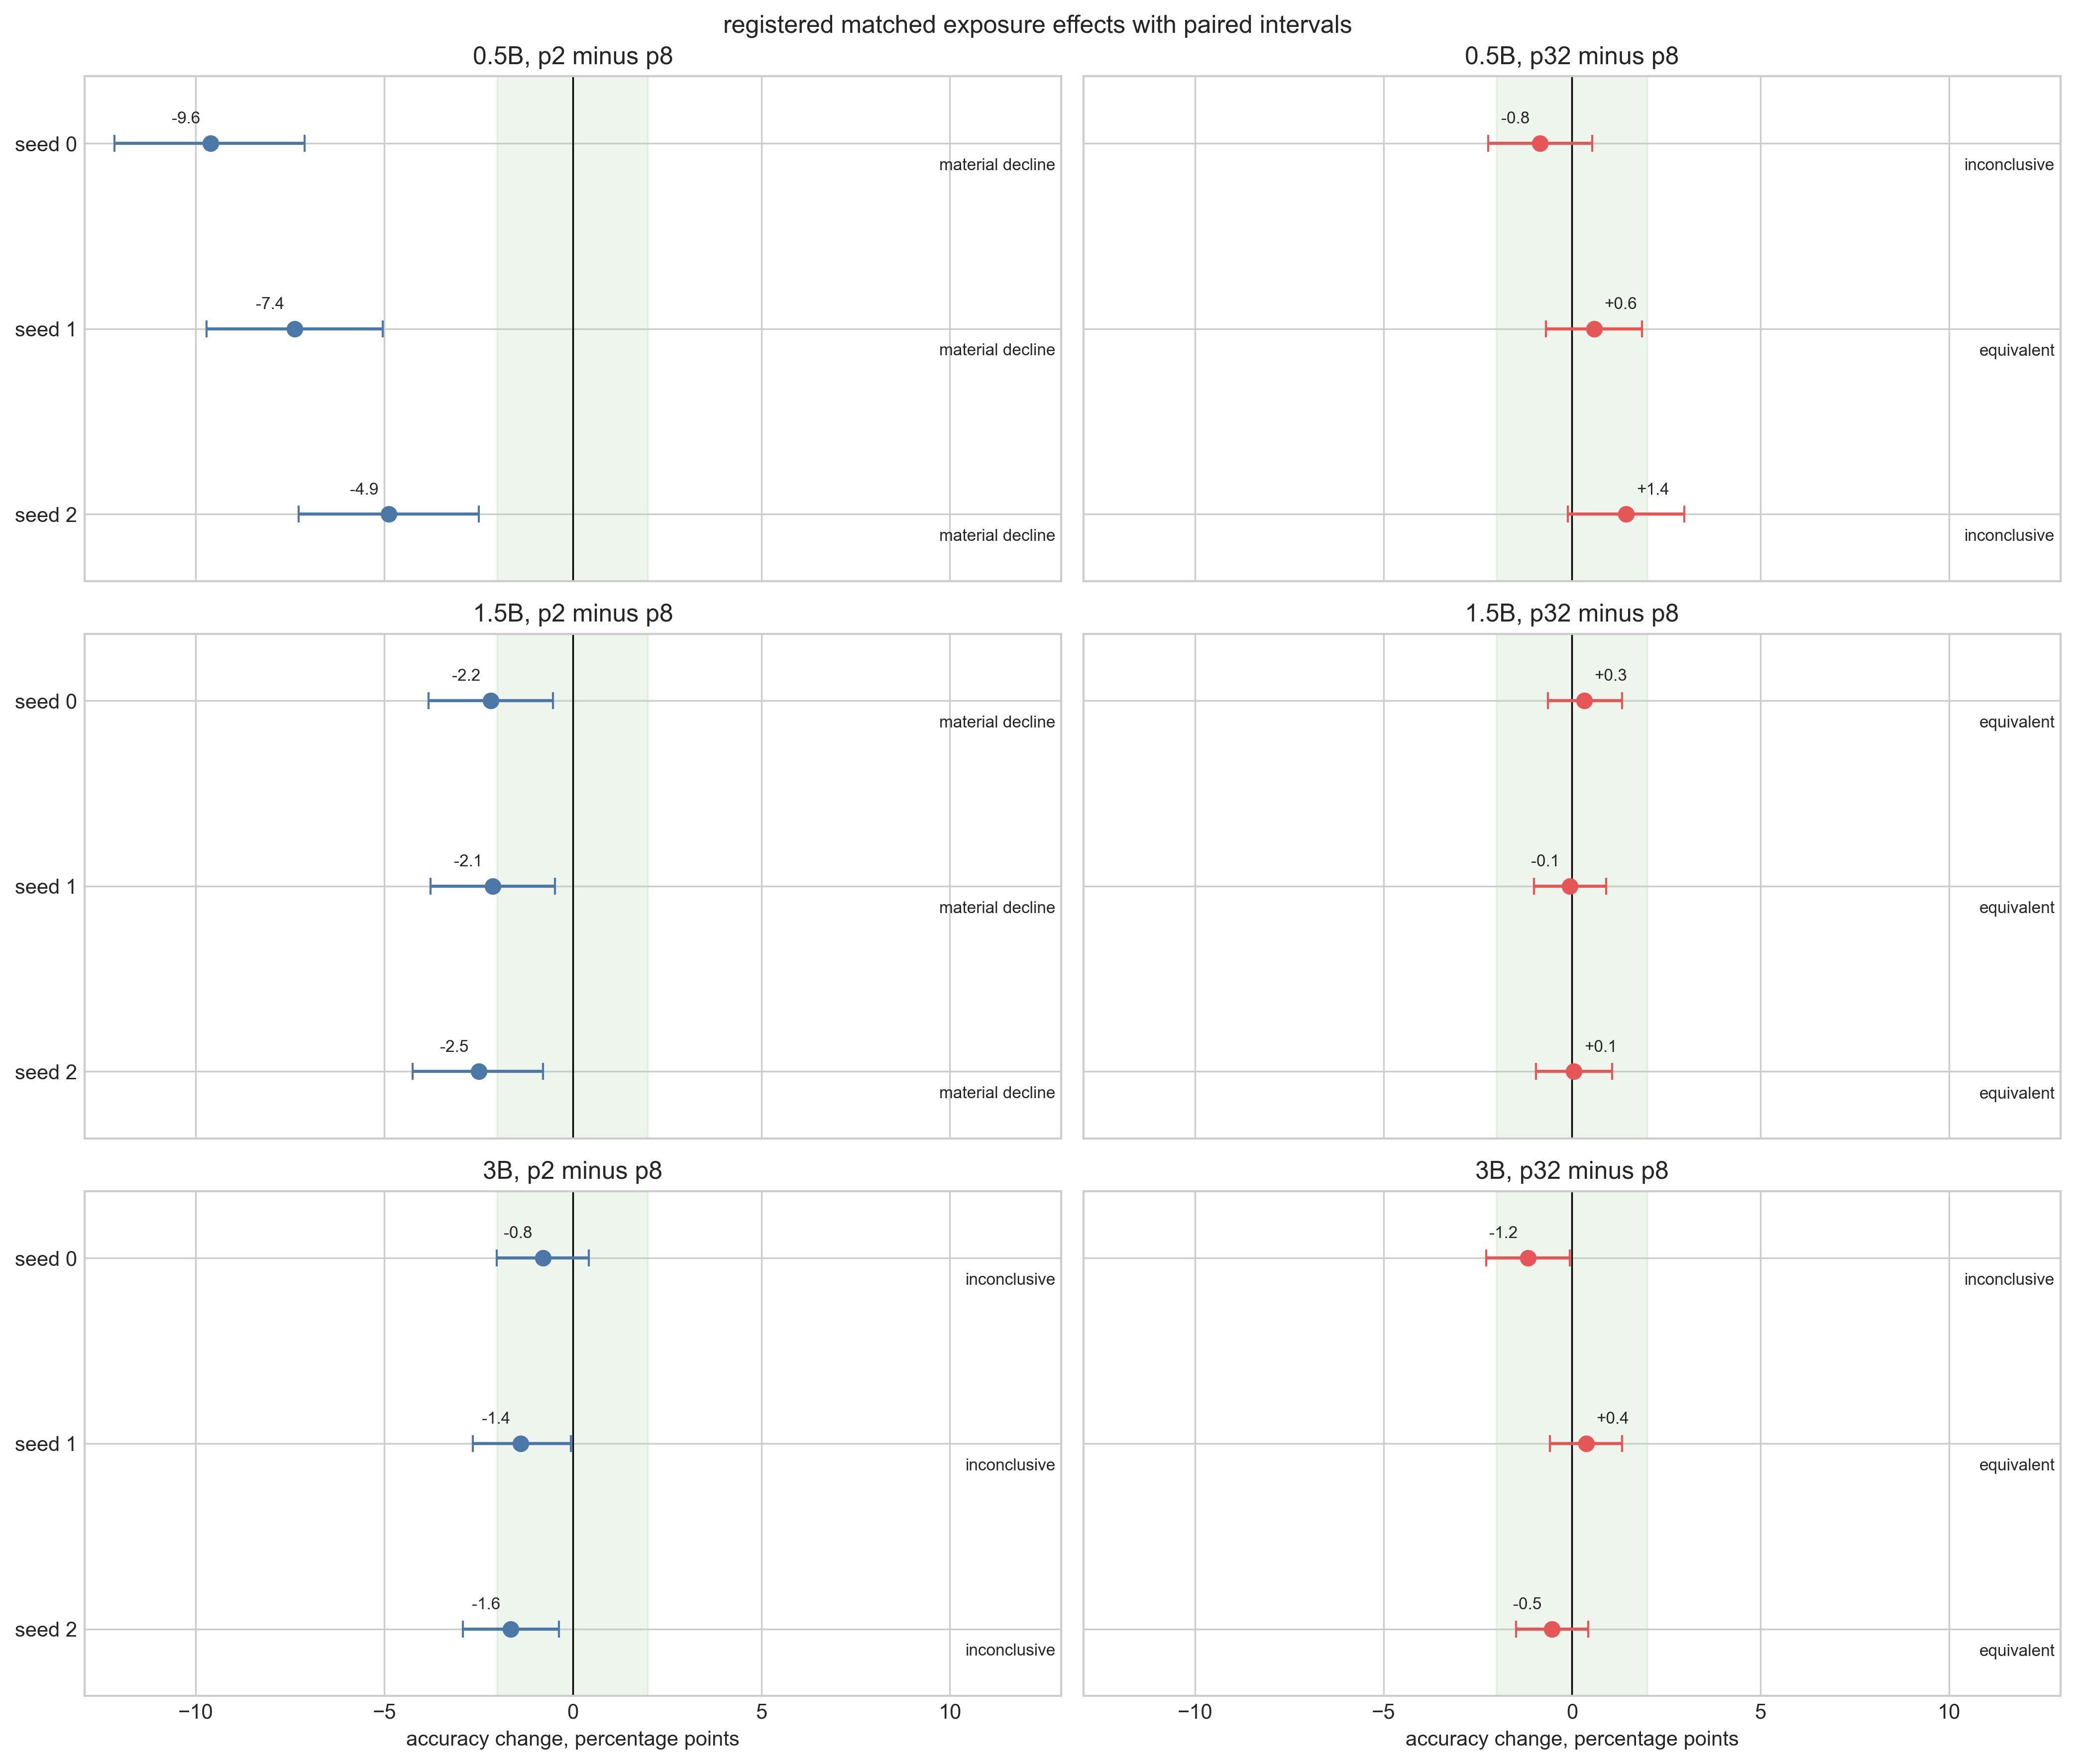 registered matched exposure effects with paired intervals
0.5B, p2 minus p8
seed 0
-9.6
material decline
seed 1
-7.4
material decline
seed 2
-4.9
material decline
0.5B, p32 minus p8
-0.8
inconclusive
+0.6
equivalent
+1.4
inconclusive
1.5B, p2 minus p8
seed 0
-2.2
material decline
seed 1
-2.1
material decline
seed 2
-2.5
material decline
1.5B, p32 minus p8
+0.3
equivalent
-0.1
equivalent
+0.1
equivalent
3B, p2 minus p8
seed 0
-0.8
inconclusive
seed 1
-1.4
inconclusive
seed 2
-1.6
inconclusive
−10 −5 0 5 10
accuracy change, percentage points
3B, p32 minus p8
-1.2
inconclusive
+0.4
equivalent
-0.5
equivalent
−10 −5 0 5 10
accuracy change, percentage points